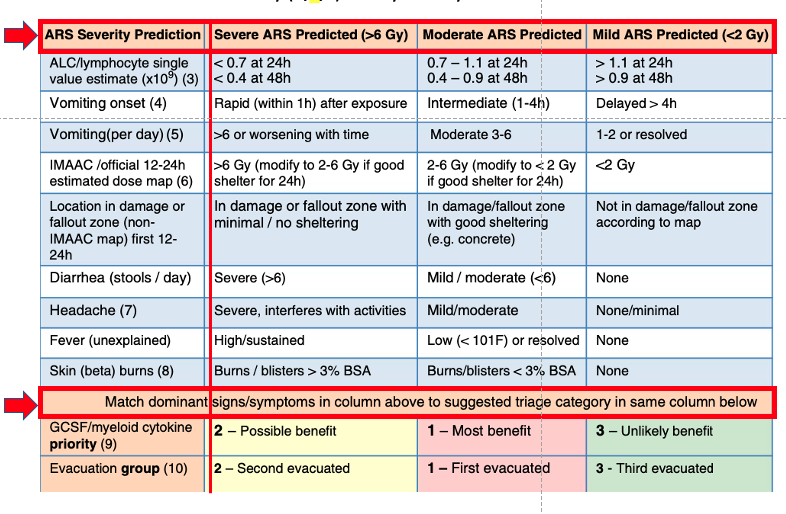 ARS Severity Prediction Severe ARS Predicted (>6 Gy) Moderate ARS Predicted Mild ARS Predicted (<2 Gy)
ALC/lymphocyte single < 0.7 at 24h 0.7 – 1.1 at 24h > 1.1 at 24h
value estimate (x10⁹) (3) < 0.4 at 48h 0.4 – 0.9 at 48h > 0.9 at 48h
Vomiting onset (4) Rapid (within 1h) after exposure Intermediate (1-4h) Delayed > 4h
Vomiting(per day) (5) >6 or worsening with time Moderate 3-6 1-2 or resolved
IMAAC /official 12-24h >6 Gy (modify to 2-6 Gy if good 2-6 Gy (modify to < 2 Gy <2 Gy
estimated dose map (6) shelter for 24h) if good shelter for 24h)
Location in damage or In damage or fallout zone with In damage/fallout zone Not in damage/fallout zone
fallout zone (non- minimal / no sheltering with good sheltering according to map
IMAAC map) first 12- (e.g. concrete)
24h
Diarrhea (stools / day) Severe (>6) Mild / moderate (<6) None
Headache (7) Severe, interferes with activities Mild/moderate None/minimal
Fever (unexplained) High/sustained Low (< 101F) or resolved None
Skin (beta) burns (8) Burns / blisters > 3% BSA Burns/blisters < 3% BSA None
Match dominant signs/symptoms in column above to suggested triage category in same column below
GCSF/myeloid cytokine 2 – Possible benefit 1 – Most benefit 3 – Unlikely benefit
priority (9)
Evacuation group (10) 2 – Second evacuated 1 – First evacuated 3 - Third evacuated